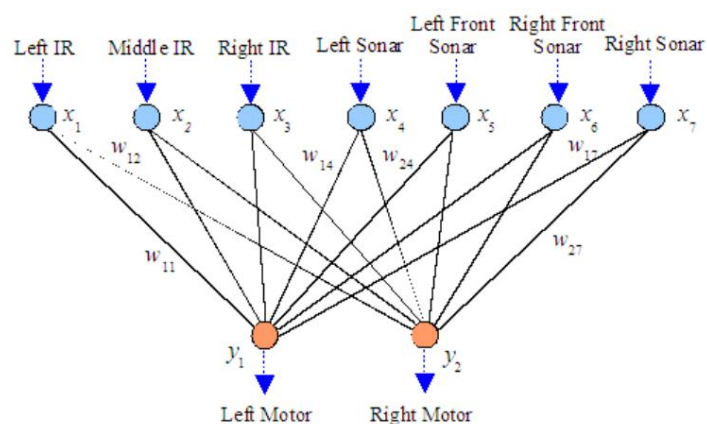 Left IR
Middle IR
Right IR
Left Sonar
Left Front
Sonar
Right Front
Sonar
Right Sonar
x1
x2
x3
x4
x5
x6
x7
w12
w14
w24
w17
w11
w27
y1
y2
Left Motor
Right Motor